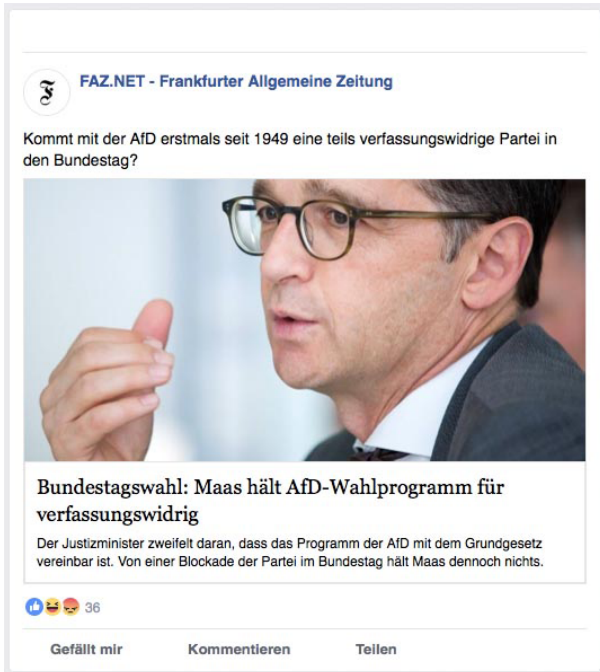 FAZ.NET - Frankfurter Allgemeine Zeitung
Kommt mit der AfD erstmals seit 1949 eine teils verfassungswidrige Partei in
den Bundestag?
Bundestagswahl: Maas hält AfD-Wahlprogramm für
verfassungswidrig
Der Justizminister zweifelt daran, dass das Programm der AfD mit dem Grundgesetz
vereinbar ist. Von einer Blockade der Partei im Bundestag hält Maas dennoch nichts.
36
Gefällt mir Kommentieren Teilen